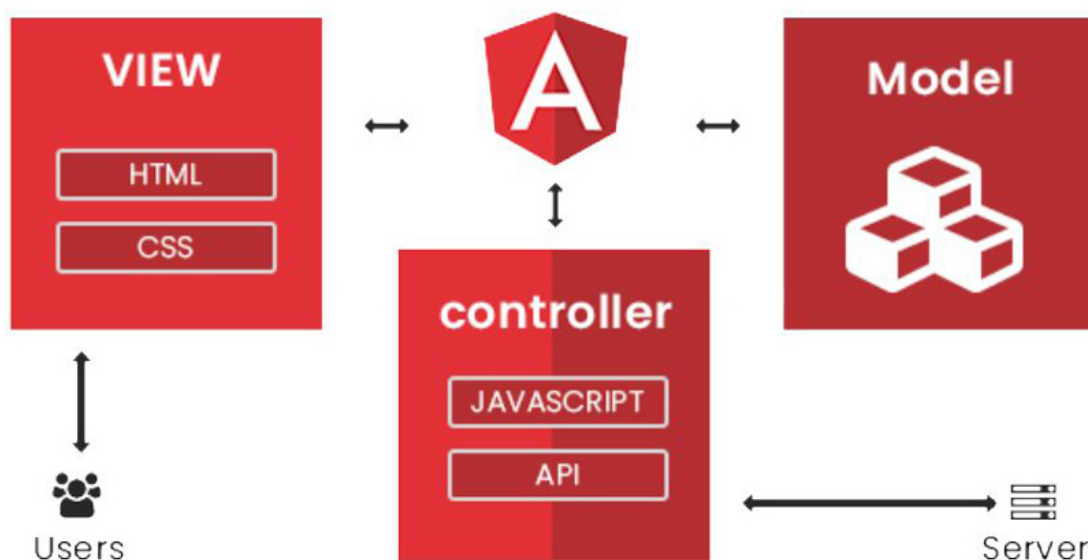 VIEW
HTML
CSS
A
Model
controller
JAVASCRIPT
API
Users
Server